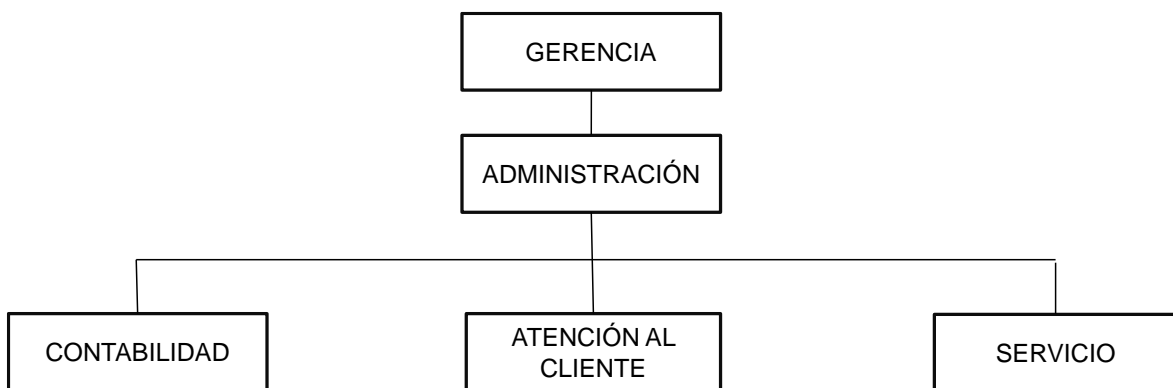 GERENCIA
ADMINISTRACIÓN
CONTABILIDAD
ATENCIÓN AL
CLIENTE
SERVICIO